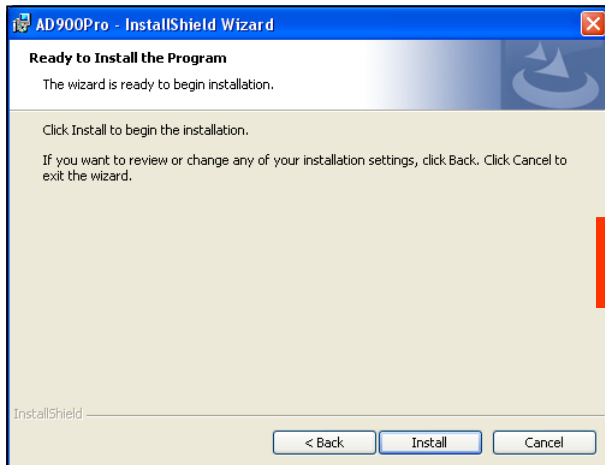 AD900Pro - InstallShield Wizard
Ready to Install the Program
The wizard is ready to begin installation.
Click Install to begin the installation.
If you want to review or change any of your installation settings, click Back. Click Cancel to
exit the wizard.
InstallShield
< Back Install Cancel